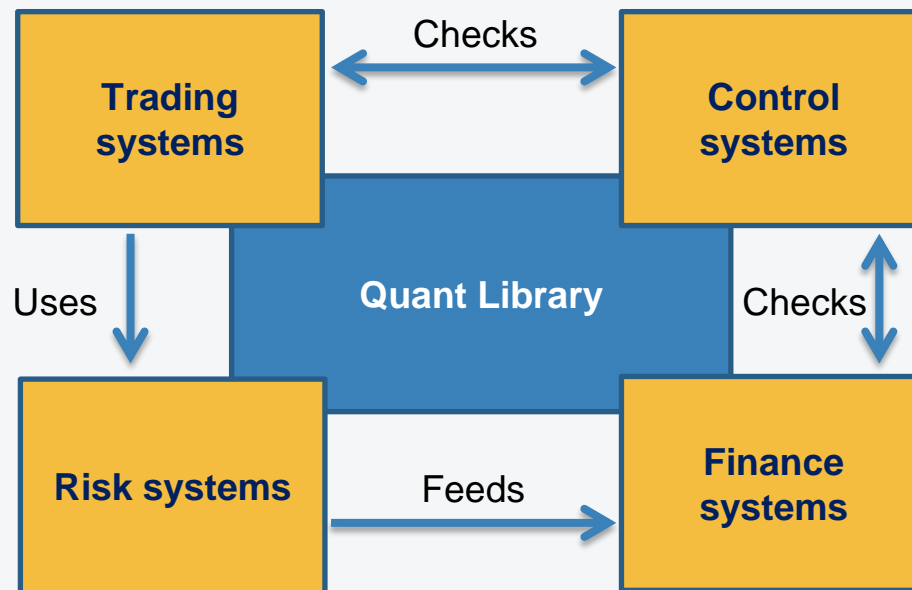 Checks
Trading
systems
Control
systems
Uses
Quant Library
Checks
Risk systems
Feeds
Finance
systems